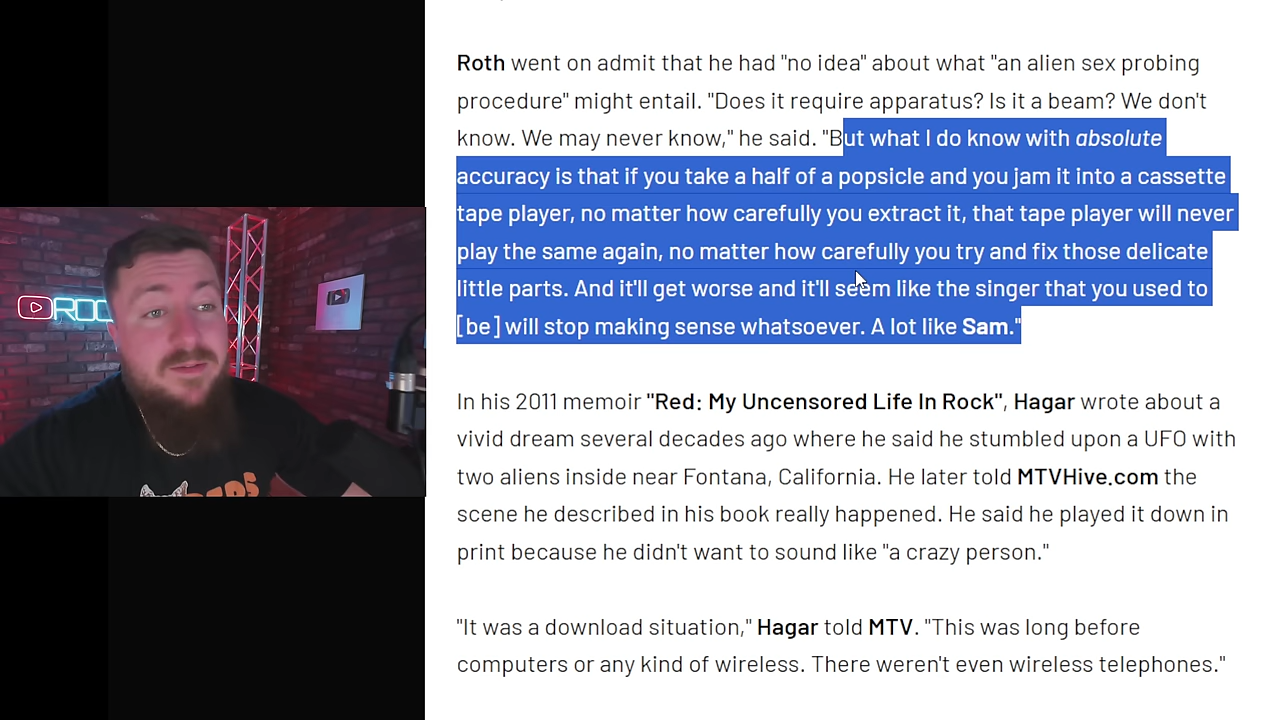 Roth went on admit that he had "no idea" about what "an alien sex probing
procedure" might entail. "Does it require apparatus? Is it a beam? We don't
know. We may never know," he said. "But what I do know with absolute
accuracy is that if you take a half of a popsicle and you jam it into a cassette
tape player, no matter how carefully you extract it, that tape player will never
play the same again, no matter how carefully you try and fix those delicate
little parts. And it'll get worse and it'll seem like the singer that you used to
[be] will stop making sense whatsoever. A lot like Sam."
ROC
In his 2011 memoir "Red: My Uncensored Life In Rock", Hagar wrote about a
vivid dream several decades ago where he said he stumbled upon a UFO with
two aliens inside near Fontana, California. He later told MTVHive.com the
scene he described in his book really happened. He said he played it down in
print because he didn't want to sound like "a crazy person."
"It was a download situation," Hagar told MTV. "This was long before
computers or any kind of wireless. There weren't even wireless telephones."